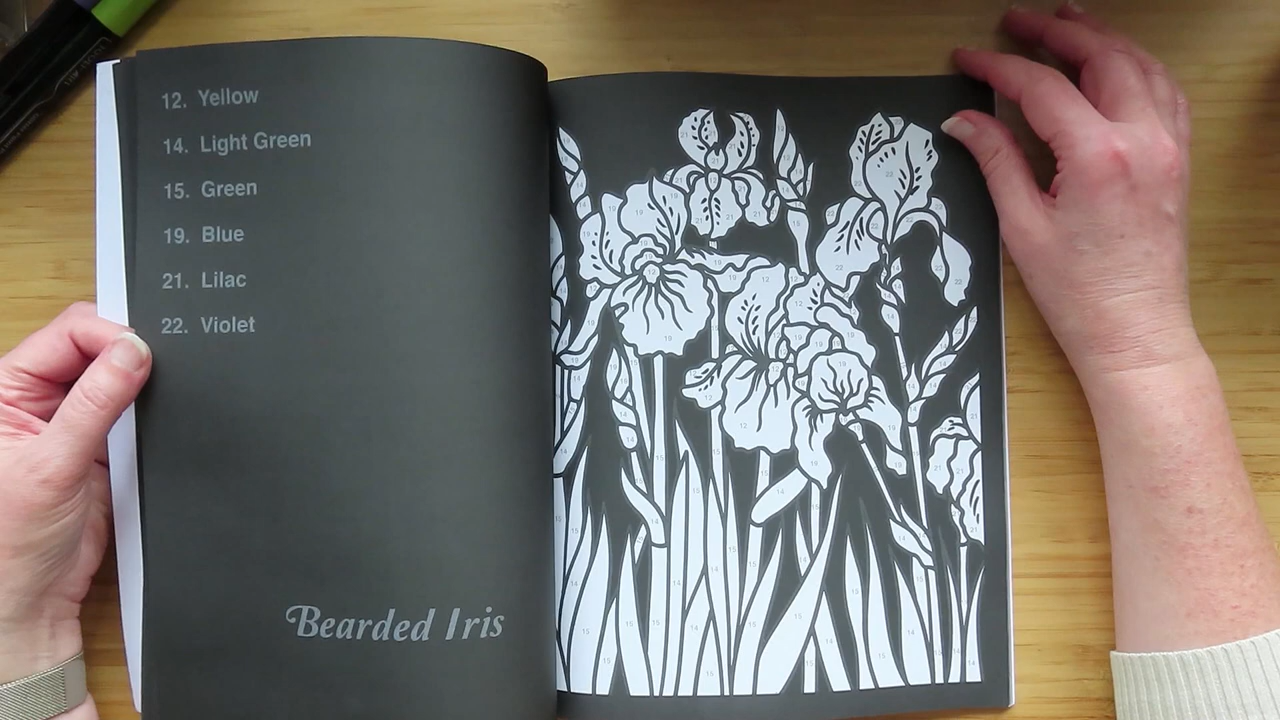 12. Yellow
14. Light Green
15. Green
19. Blue
21. Lilac
22. Violet
Bearded Iris